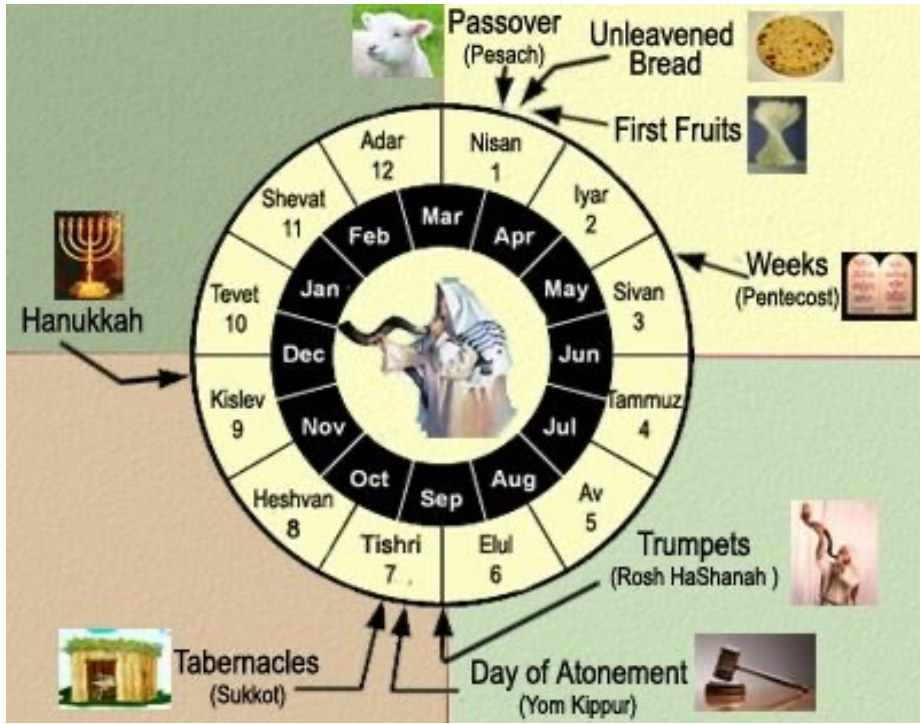 Passover
(Pesach)
Unleavened
Bread
First Fruits
Weeks
(Pentecost)
Hanukkah
Trumpets
(Rosh HaShanah )
Day of Atonement
(Yom Kippur)
Tabernacles
(Sukkot)
Nisan
1
Iyar
2
Sivan
3
Tammuz
4
Av
5
Elul
6
Tishri
7
Heshvan
8
Kislev
9
Tevet
10
Shevat
11
Adar
12
Mar
Apr
May
Jun
Jul
Aug
Sep
Oct
Nov
Dec
Jan
Feb